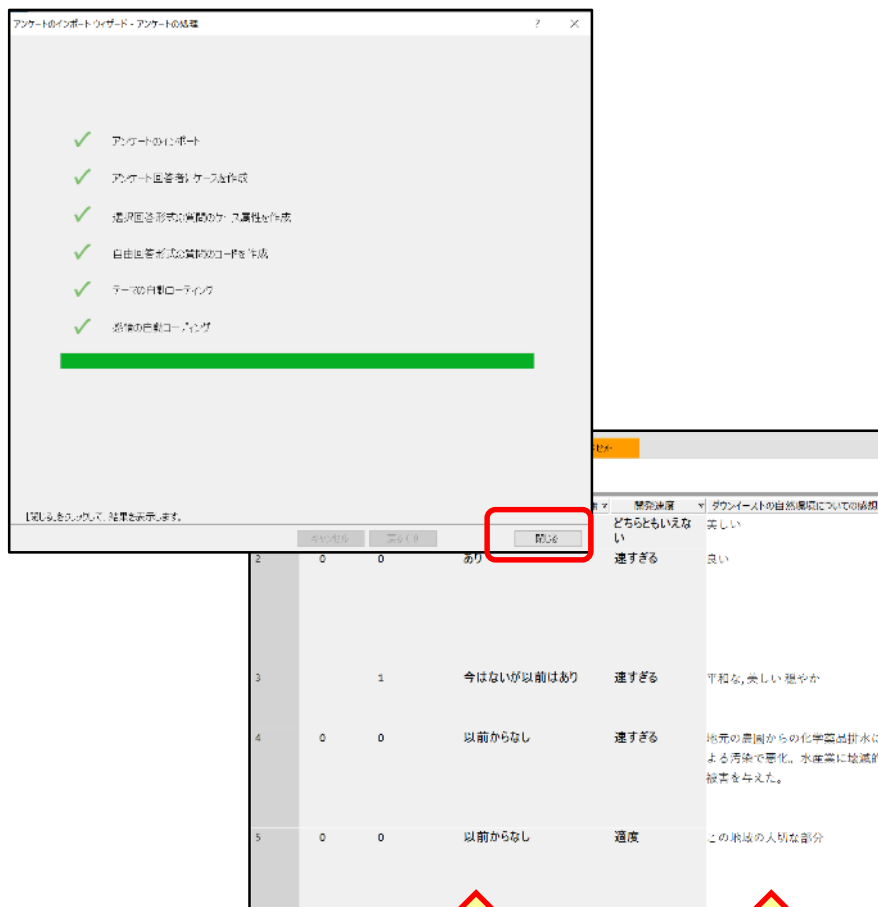 アンケートのインポート ウィザード - アンケートの処理
? ×
アンケートのインポート
アンケート回答者にケースを作成
選択回答形式の質問のケース属性を作成
自由回答形式の質問のコードを作成
テーマの自動コーディング
感情の自動コーディング
[閉じる]をクリックして、結果を表示します。
キャンセル
閉じる
開発速度
ダウンイーストの自然環境についての感想
どちらともいえな
い
美しい
2 0 0 あり 速すぎる 良い
3 1 今はないが以前はあり 速すぎる 平和な, 美しい 穏やか
4 0 0 以前からなし 速すぎる 地元の農園からの化学薬品排水に
よる汚染で悪化。水産業に壊滅的
被害を与えた。
5 0 0 以前からなし 適度 この地域の大切な部分